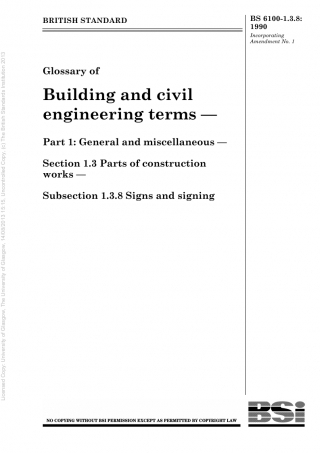 BRITISH STANDARD
BS 6100-1.3.8:
1990
Incorporating
Amendment No. 1
Glossary of
Building and civil
engineering terms —
Part 1: General and miscellaneous —
Section 1.3 Parts of construction
works —
Subsection 1.3.8 Signs and signing
Licensed Copy: University of Glasgow, The University of Glasgow, 14/03/2013 15:15, Uncontrolled Copy, (c) The British Standards Institution 2013
NO COPYING WITHOUT BSI PERMISSION EXCEPT AS PERMITTED BY COPYRIGHT LAW
BSi